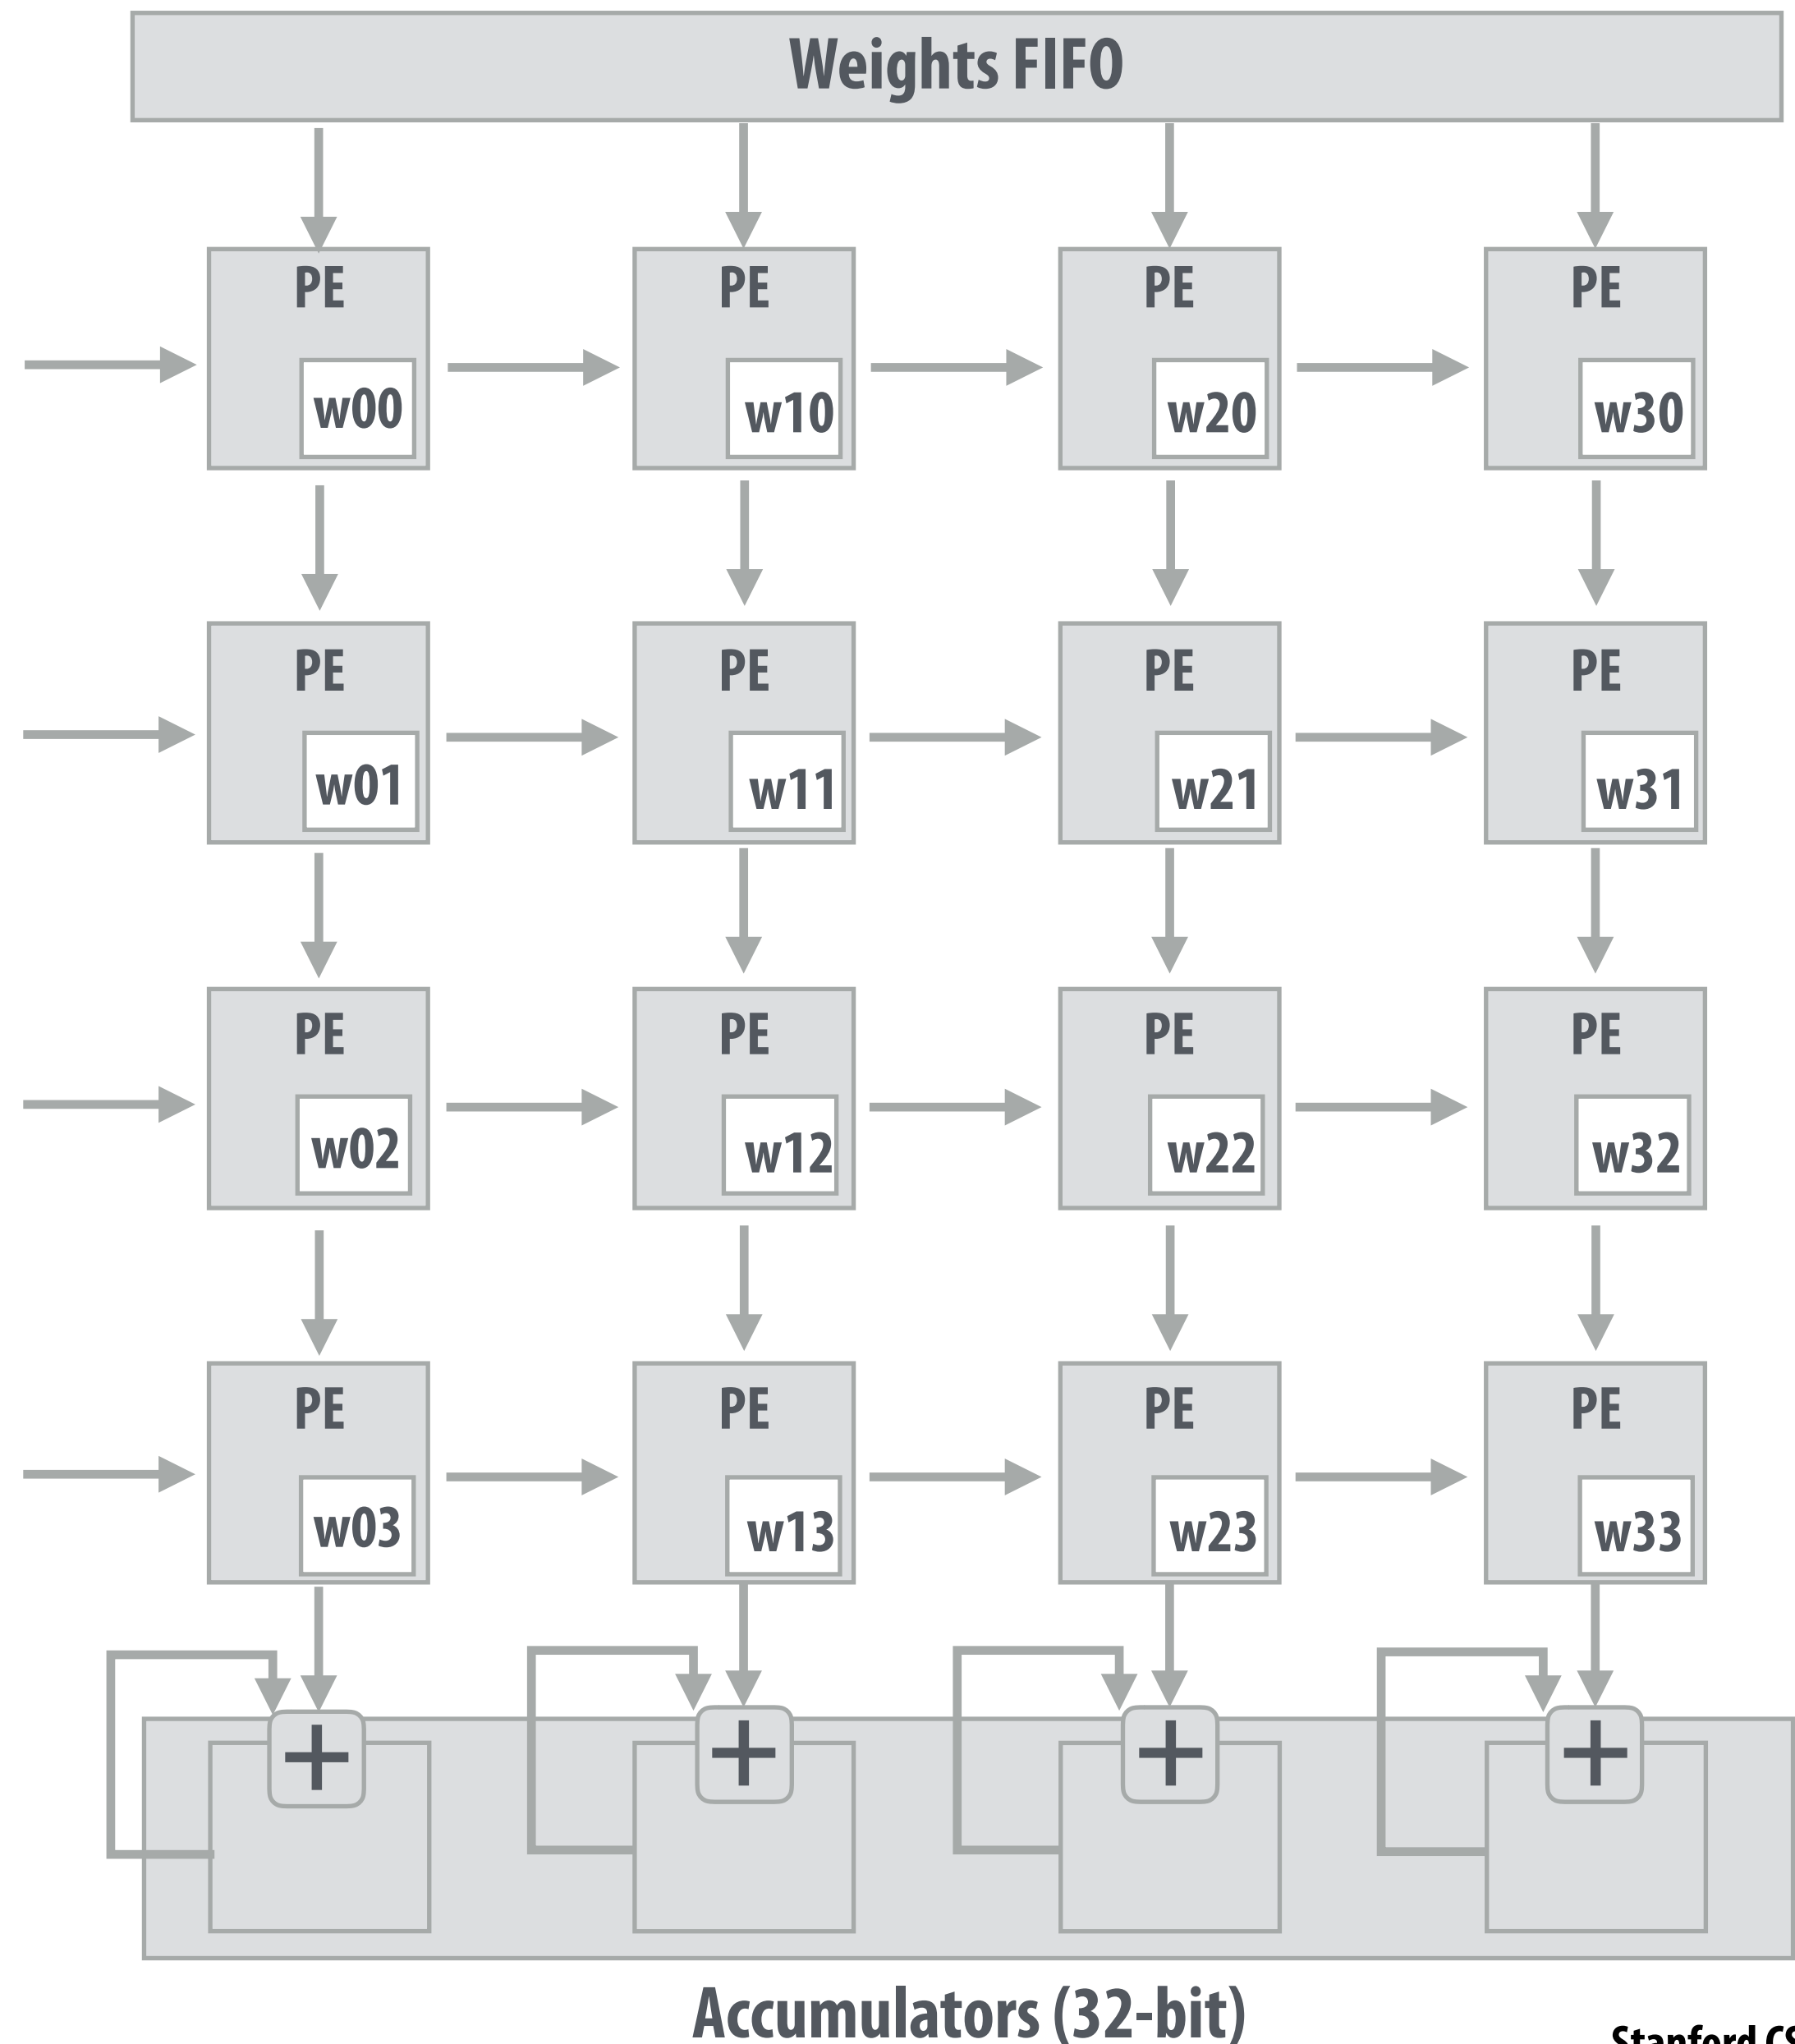 Weights FIFO
PE PE PE PE
w00 w10 w20 w30
PE PE PE PE
w01 w11 w21 w31
PE PE PE PE
w02 w12 w22 w32
PE PE PE PE
w03 w13 w23 w33
+ + + +
Accumulators (32-bit)
Stanford CS